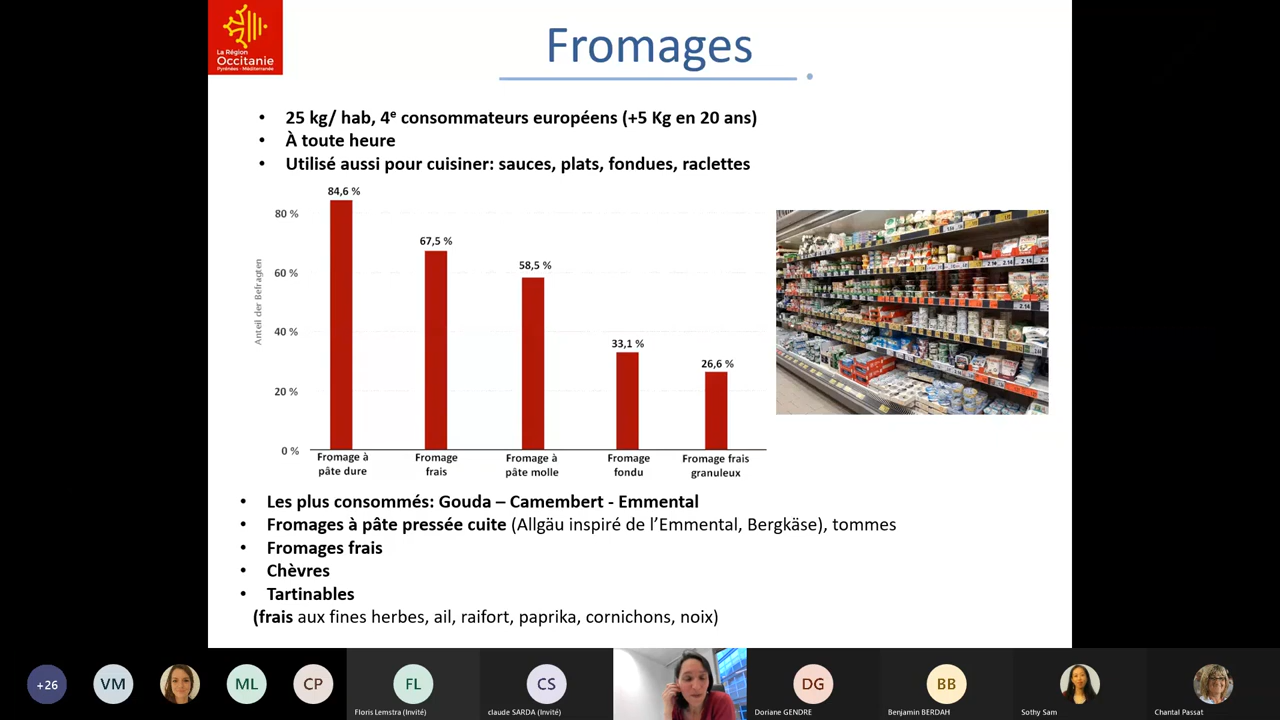 La Région
Occitanie
Pyrénées - Méditerranée
Fromages
• 25 kg/ hab, 4e consommateurs européens (+5 Kg en 20 ans)
• À toute heure
• Utilisé aussi pour cuisiner: sauces, plats, fondues, raclettes
84,6 %
67,5 %
58,5 %
33,1 %
26,6 %
80 %
60 %
40 %
20 %
0 %
Anteil der Befragten
Fromage à pâte dure
Fromage frais
Fromage à pâte molle
Fromage fondu
Fromage frais granuleux
• Les plus consommés: Gouda – Camembert - Emmental
• Fromages à pâte pressée cuite (Allgäu inspiré de l’Emmental, Bergkäse), tommes
• Fromages frais
• Chèvres
• Tartinables
(frais aux fines herbes, ail, raifort, paprika, cornichons, noix)
+26
VM
ML
CP
FL
Floris Lemstra (Invité)
CS
claude SARDA (Invité)
DG
Doriane GENDRE
BB
Benjamin BERDAH
Sothy Sam
Chantal Passat